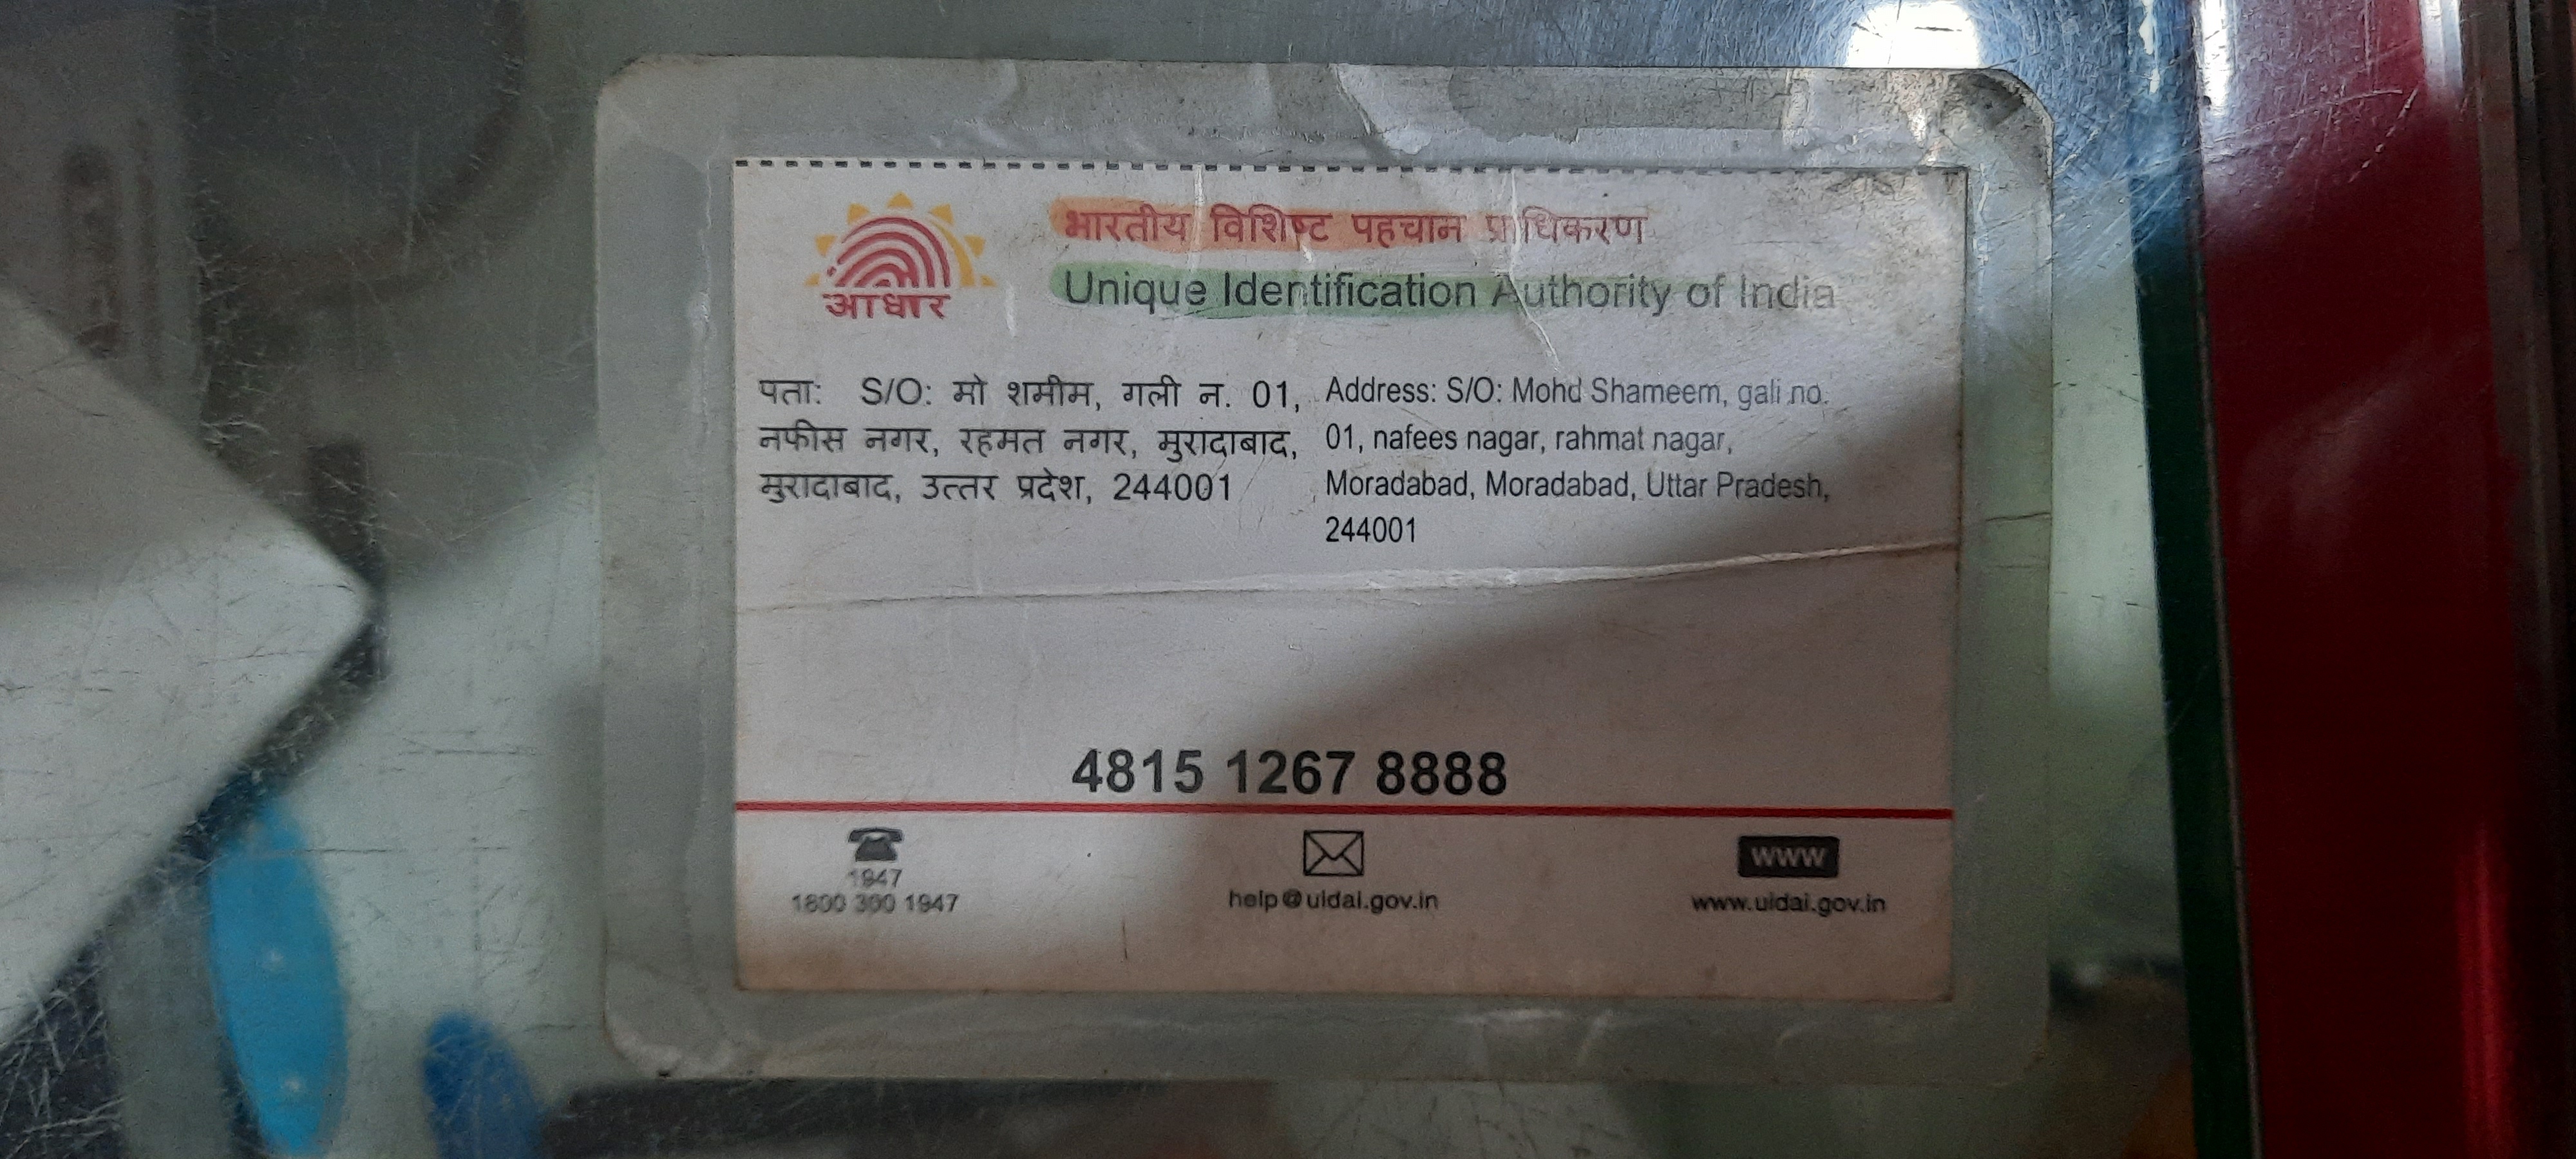 आधार
भारतीय विशिष्ट पहचान प्राधिकरण
Unique Identification Authority of India
पता: S/O: मो शमीम, गली न. 01,
नफीस नगर, रहमत नगर, मुरादाबाद,
मुरादाबाद, उत्तर प्रदेश, 244001
Address: S/O: Mohd Shameem, gali no.
01, nafees nagar, rahmat nagar,
Moradabad, Moradabad, Uttar Pradesh,
244001
4815 1267 8888
1947
1800 300 1947
help@uidai.gov.in
www
www.uidai.gov.in